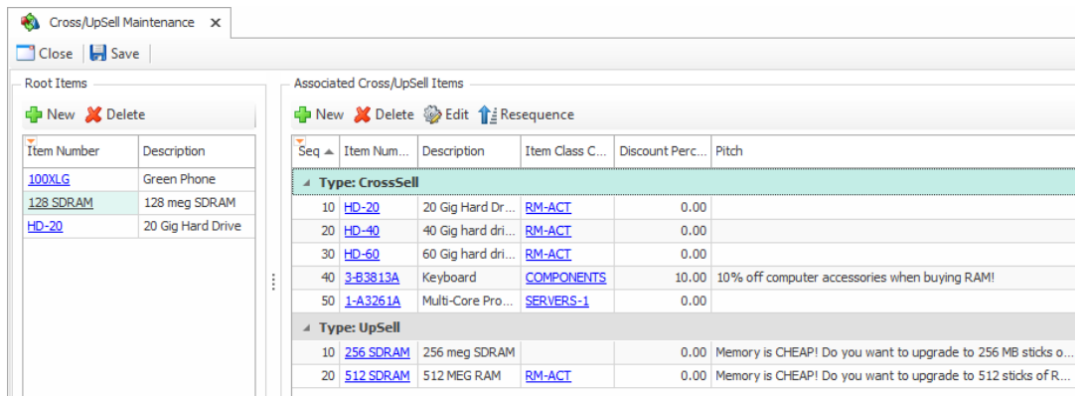 Cross/UpSell Maintenance X
Close Save
Root Items
New Delete
Item Number Description
100XLG Green Phone
128 SDRAM 128 meg SDRAM
HD-20 20 Gig Hard Drive
Associated Cross/UpSell Items
New Delete Edit Resequence
Seq Item Num... Description Item Class C... Discount Perc... Pitch
Type: CrossSell
10 HD-20 20 Gig Hard Dr... RM-ACT 0.00
20 HD-40 40 Gig hard dri... RM-ACT 0.00
30 HD-60 60 Gig hard dri... RM-ACT 0.00
40 3-B3813A Keyboard COMPONENTS 10.00 10% off computer accessories when buying RAM!
50 1-A3261A Multi-Core Pro... SERVERS-1 0.00
Type: UpSell
10 256 SDRAM 256 meg SDRAM 0.00 Memory is CHEAP! Do you want to upgrade to 256 MB sticks o...
20 512 SDRAM 512 MEG RAM RM-ACT 0.00 Memory is CHEAP! Do you want to upgrade to 512 sticks of R...